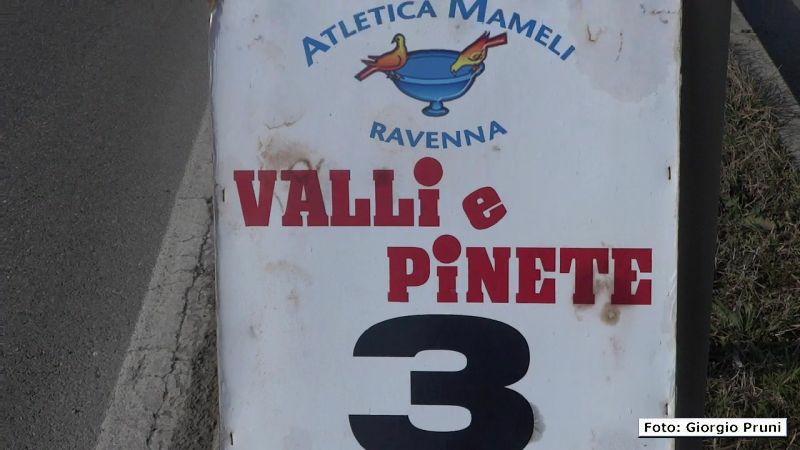 ATLETICA MAMELI
RAVENNA
VALLi e
PiNETE
3
Foto: Giorgio Pruni